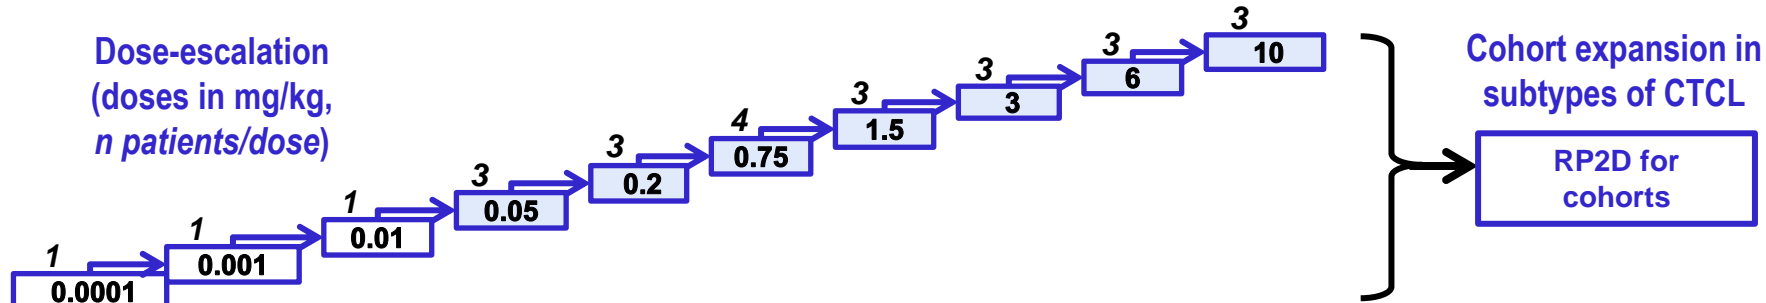 Dose-escalation
(doses in mg/kg,
n patients/dose)
1
0.0001
1
0.001
1
0.01
3
0.05
3
0.2
4
0.75
3
1.5
3
3
3
6
3
10
Cohort expansion in
subtypes of CTCL
RP2D for
cohorts